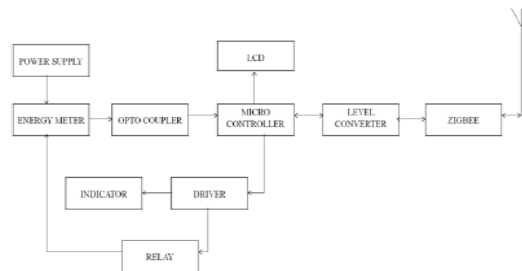 LCD
POWER SUPPLY
ENERGY METER
OPTO COUPLER
MICRO
CONTROLLER
LEVEL
CONVERTER
ZIGBEE
INDICATOR
DRIVER
RELAY